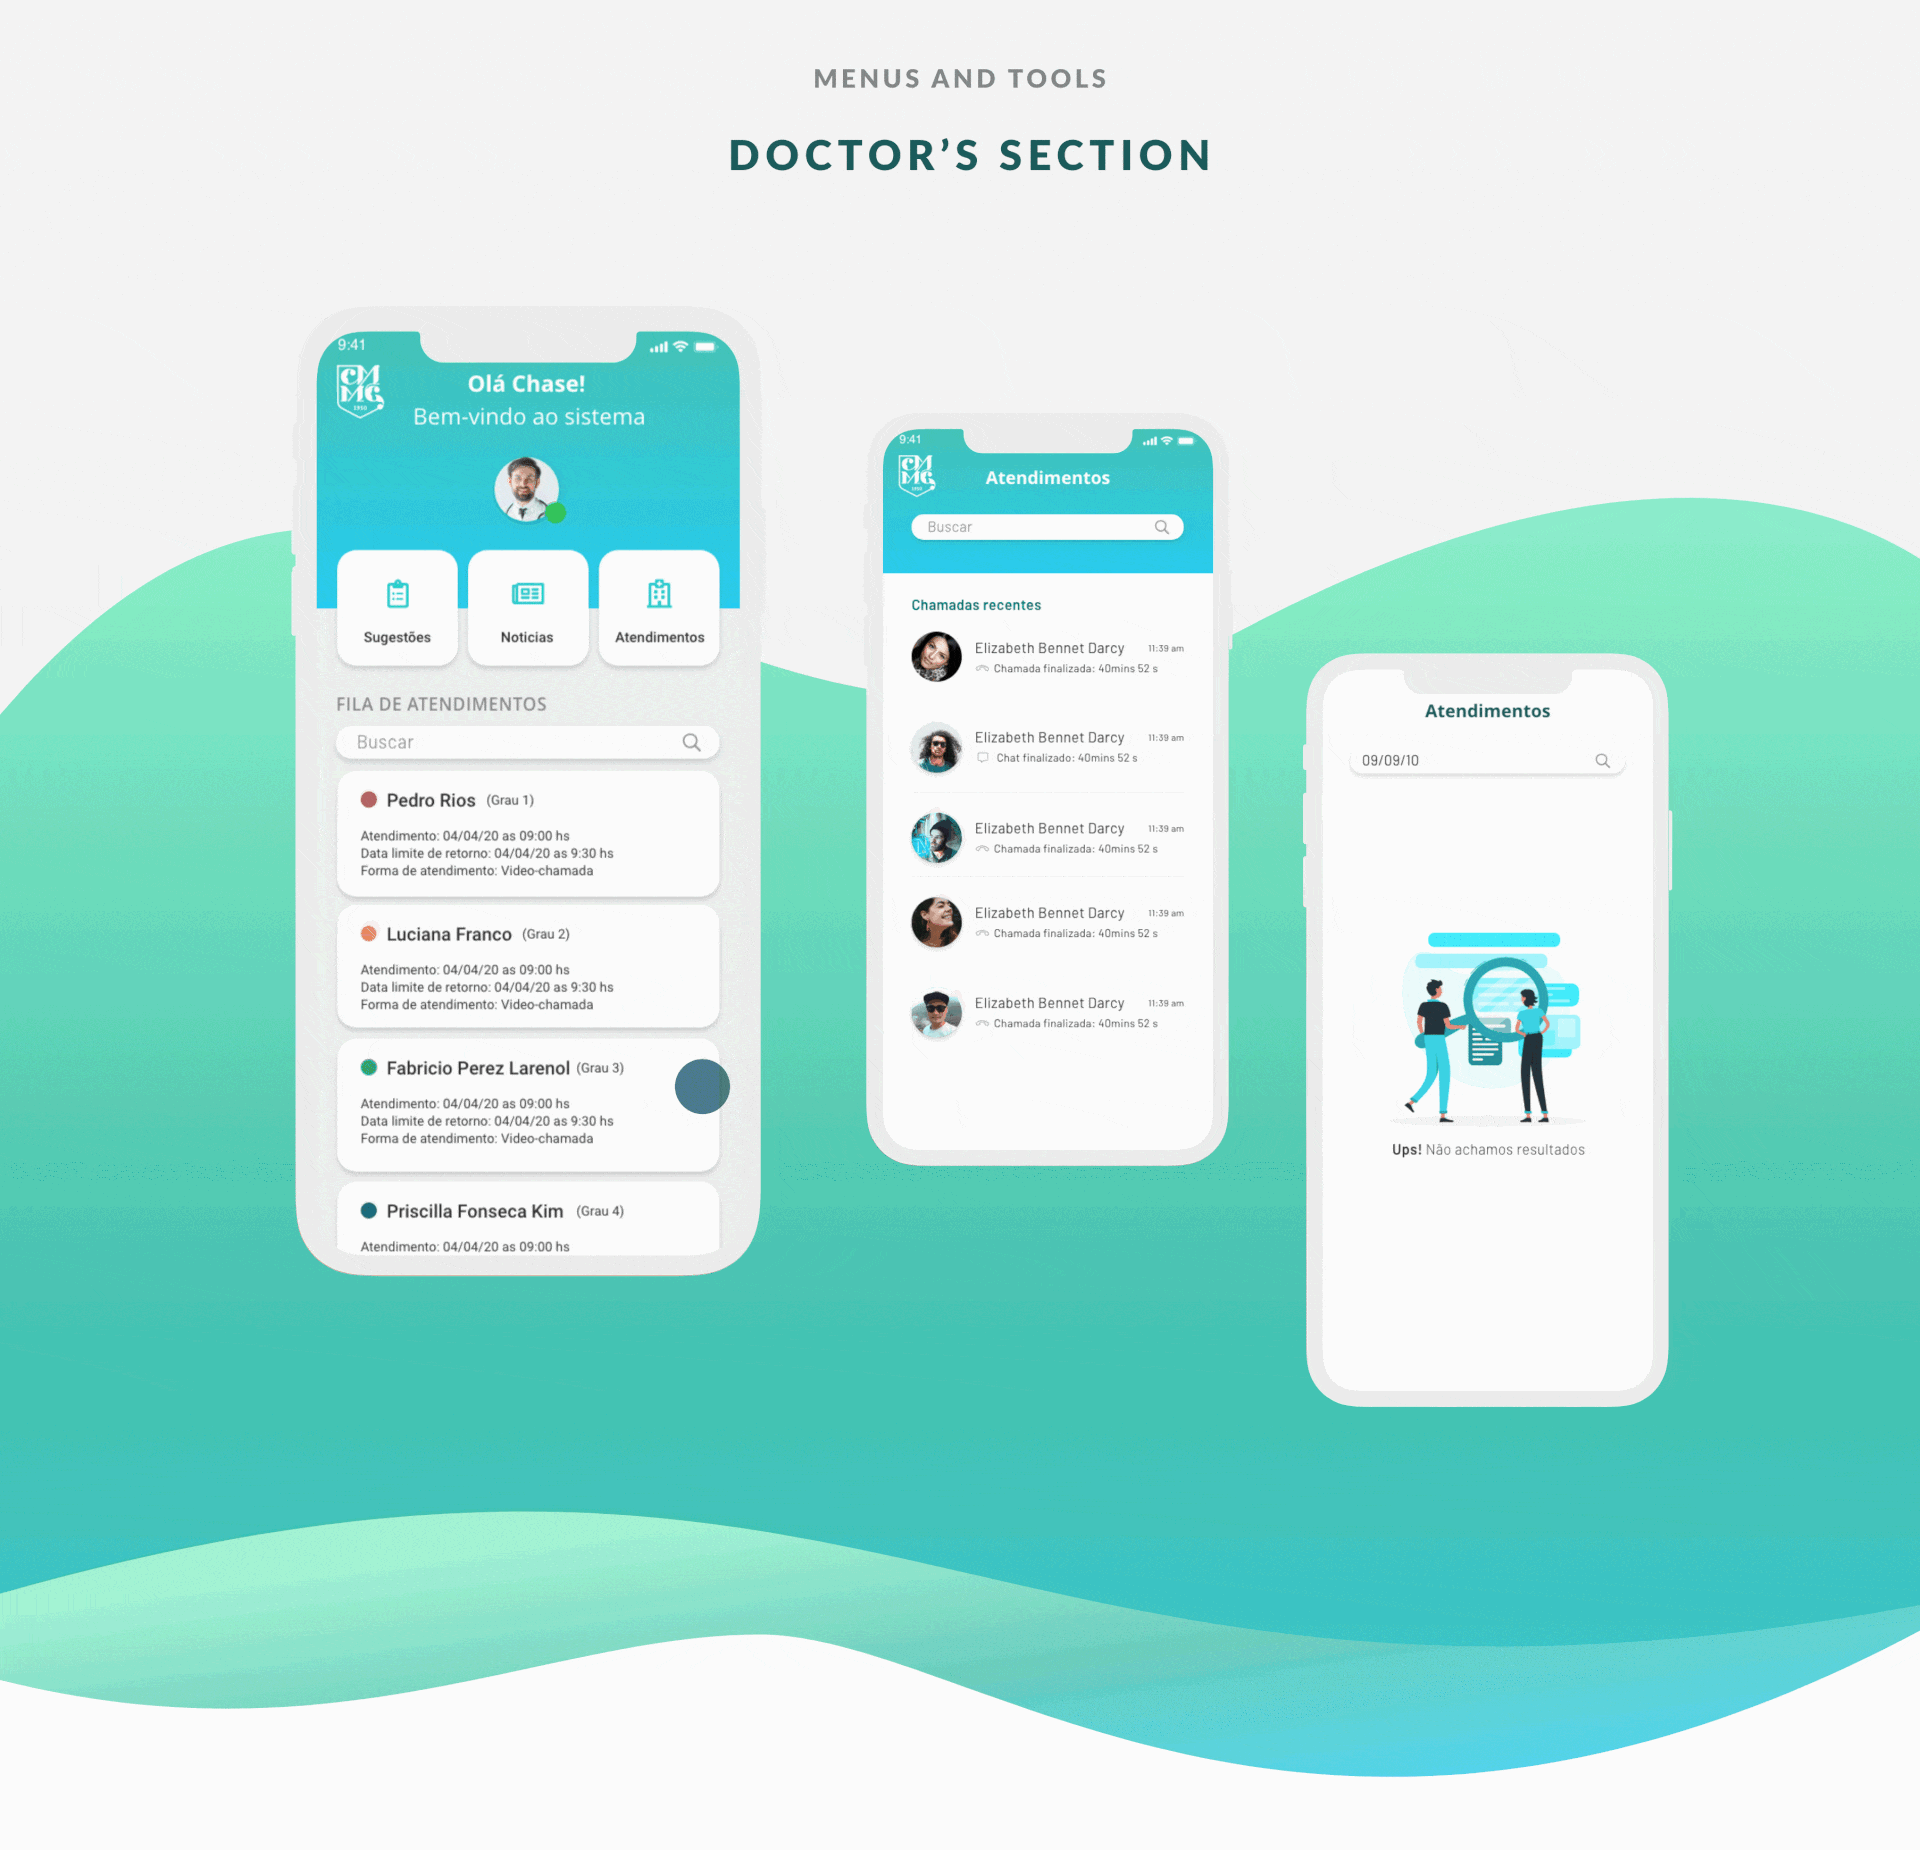 MENUS AND TOOLS
DOCTOR’S SECTION
9:41
CM
MG
1950
Olá Chase!
Bem-vindo ao sistema
Sugestões
Noticias
Atendimentos
FILA DE ATENDIMENTOS
Buscar
Pedro Rios (Grau 1)
Atendimento: 04/04/20 as 09:00 hs
Data limite de retorno: 04/04/20 as 9:30 hs
Forma de atendimento: Video-chamada
Luciana Franco (Grau 2)
Atendimento: 04/04/20 as 09:00 hs
Data limite de retorno: 04/04/20 as 9:30 hs
Forma de atendimento: Video-chamada
Fabricio Perez Larenol (Grau 3)
Atendimento: 04/04/20 as 09:00 hs
Data limite de retorno: 04/04/20 as 9:30 hs
Forma de atendimento: Video-chamada
Priscilla Fonseca Kim (Grau 4)
Atendimento: 04/04/20 as 09:00 hs
9:41
CM
MG
1950
Atendimentos
Buscar
Chamadas recentes
Elizabeth Bennet Darcy 11:39 am
Chamada finalizada: 40mins 52 s
Elizabeth Bennet Darcy 11:39 am
Chat finalizado: 40mins 52 s
Elizabeth Bennet Darcy 11:39 am
Chamada finalizada: 40mins 52 s
Elizabeth Bennet Darcy 11:39 am
Chamada finalizada: 40mins 52 s
Elizabeth Bennet Darcy 11:39 am
Chamada finalizada: 40mins 52 s
Atendimentos
09/09/10
Ups! Não achamos resultados